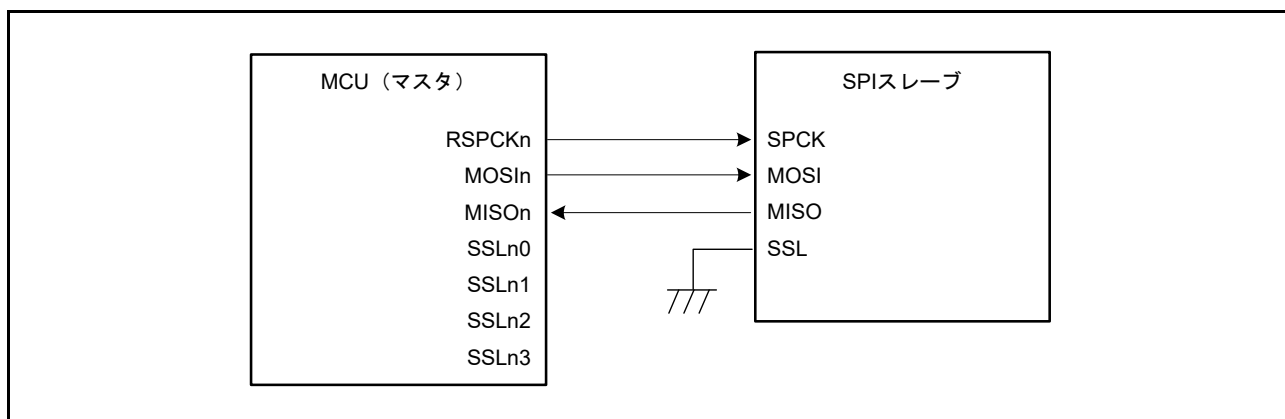 MCU（マスタ）
RSPCKn
MOSIn
MISOn
SSLn0
SSLn1
SSLn2
SSLn3
SPIスレーブ
SPCK
MOSI
MISO
SSL